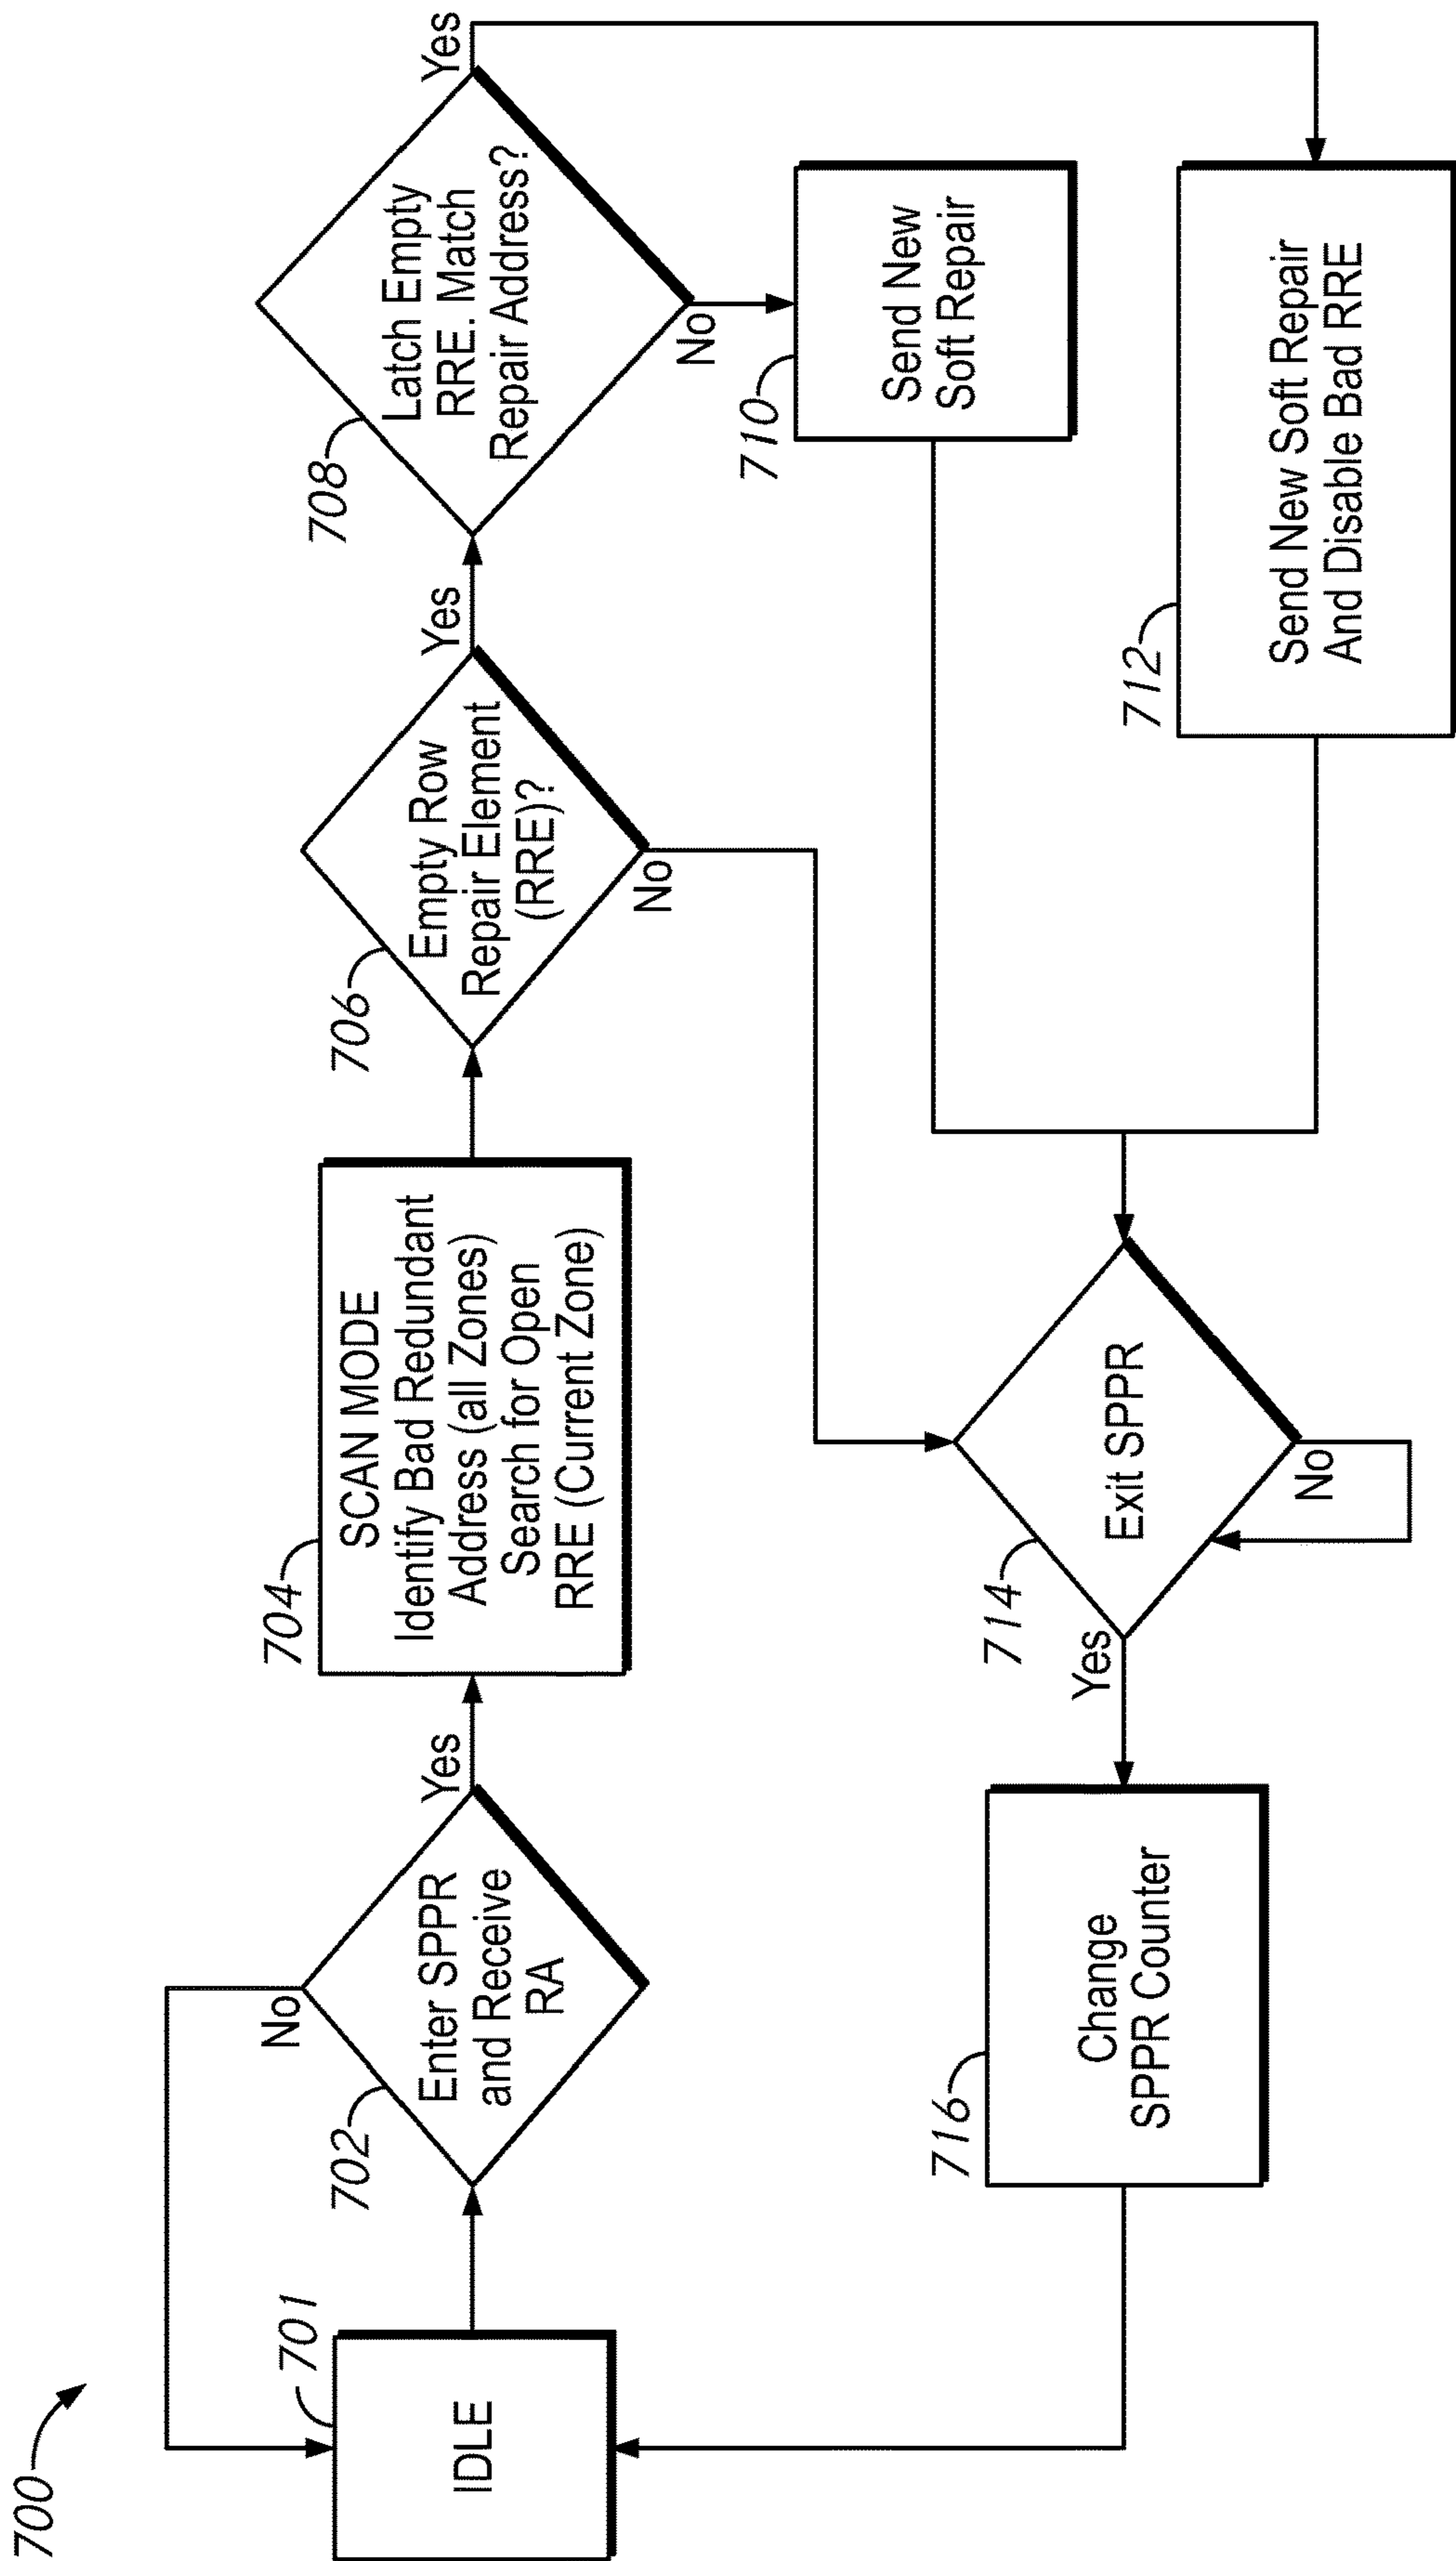 700
701
IDLE
702
Enter SPPR
and Receive
RA
No
Yes
704
SCAN MODE
Identify Bad Redundant
Address (all Zones)
Search for Open
RRE (Current Zone)
706
Empty Row
Repair Element
(RRE)?
Yes
No
708
Latch Empty
RRE. Match
Repair Address?
Yes
No
710
Send New
Soft Repair
712
Send New Soft Repair
And Disable Bad RRE
714
Exit SPPR
Yes
No
716
Change
SPPR Counter